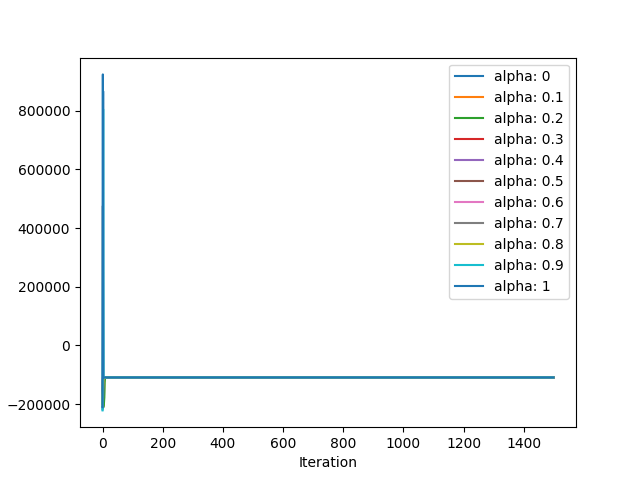 800000
600000
400000
200000
0
−200000
0
200
400
600
800
1000
1200
1400
Iteration
alpha: 0
alpha: 0.1
alpha: 0.2
alpha: 0.3
alpha: 0.4
alpha: 0.5
alpha: 0.6
alpha: 0.7
alpha: 0.8
alpha: 0.9
alpha: 1